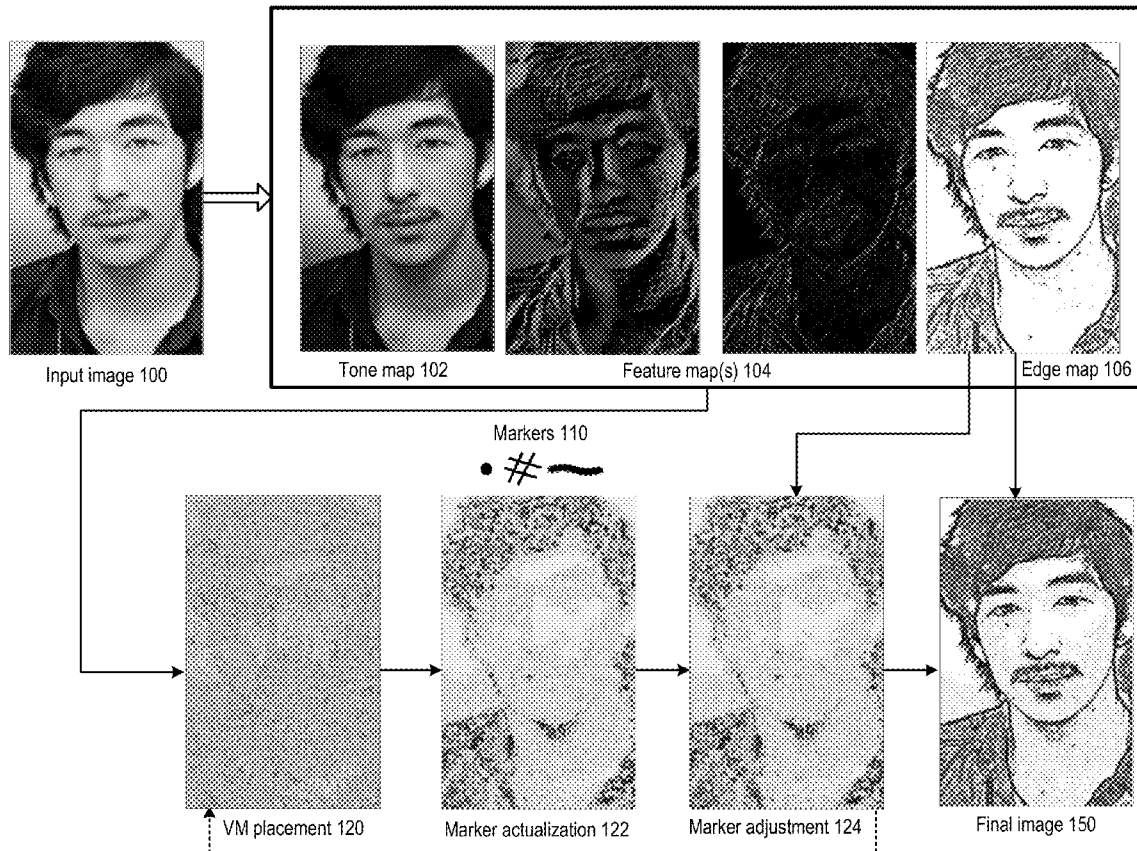 Input image 100
Tone map 102
Feature map(s) 104
Edge map 106
Markers 110
VM placement 120
Marker actualization 122
Marker adjustment 124
Final image 150